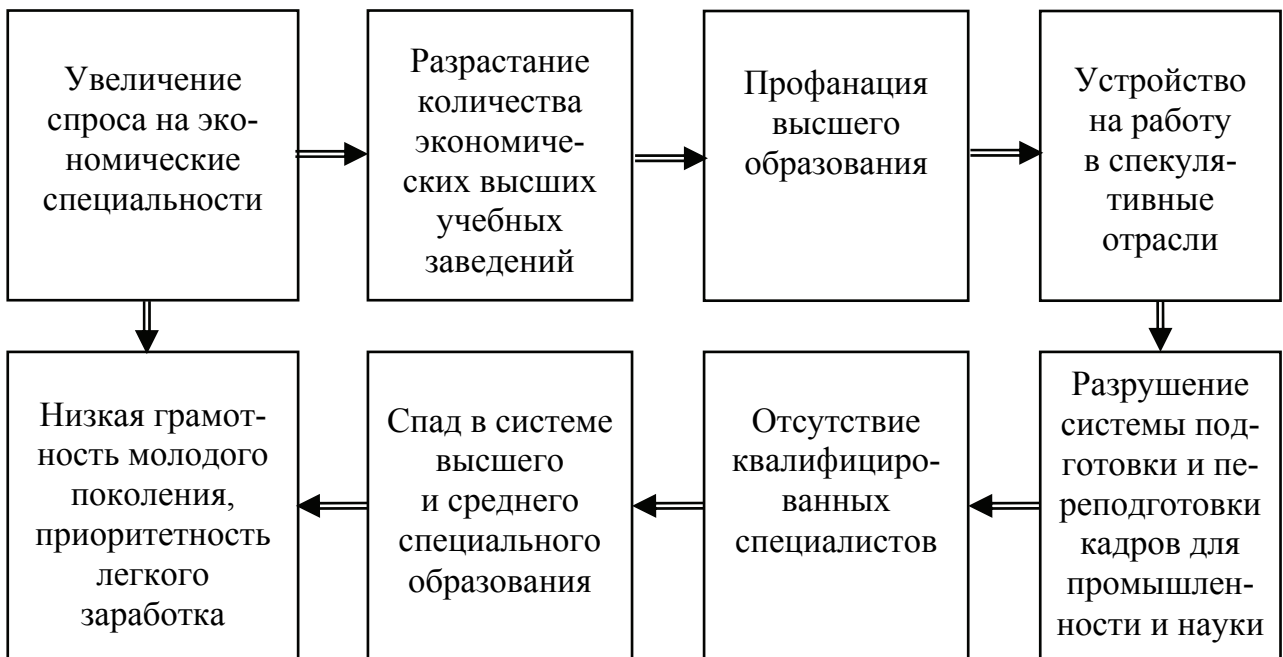 Увеличение
спроса на эко-
номические
специальности
Разрастание
количества
экономиче-
ских высших
учебных
заведений
Профанация
высшего
образования
Устройство
на работу
в спекуля-
тивные
отрасли
Низкая грамот-
ность молодого
поколения,
приоритетность
легкого
заработка
Спад в системе
высшего
и среднего
специального
образования
Отсутствие
квалифициро-
ванных
специалистов
Разрушение
системы под-
готовки и пе-
реподготовки
кадров для
промышлен-
ности и науки